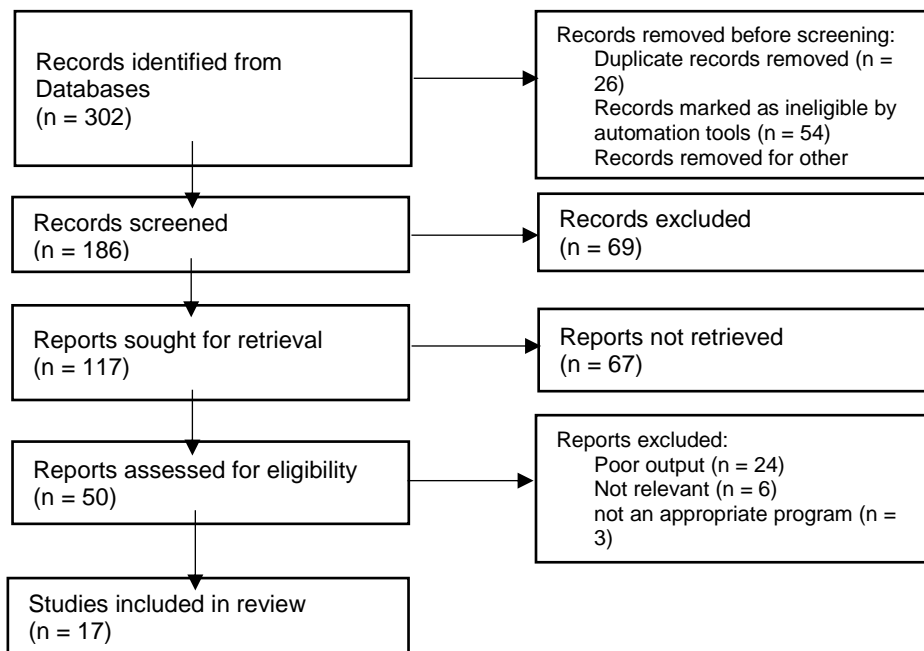 Records identified from
Databases
(n = 302)
Records removed before screening:
Duplicate records removed (n =
26)
Records marked as ineligible by
automation tools (n = 54)
Records removed for other
Records screened
(n = 186)
Records excluded
(n = 69)
Reports sought for retrieval
(n = 117)
Reports not retrieved
(n = 67)
Reports assessed for eligibility
(n = 50)
Reports excluded:
Poor output (n = 24)
Not relevant (n = 6)
not an appropriate program (n =
3)
Studies included in review
(n = 17)